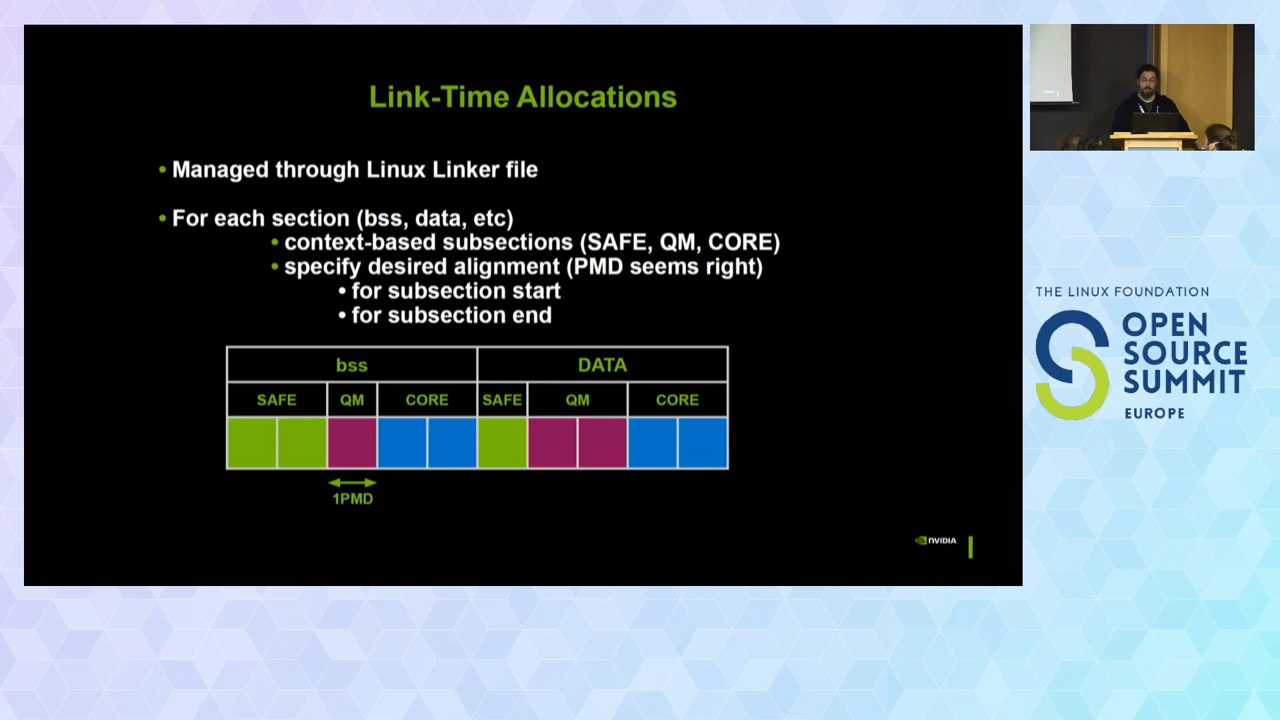 Link-Time Allocations
• Managed through Linux Linker file
• For each section (bss, data, etc)
• context-based subsections (SAFE, QM, CORE)
• specify desired alignment (PMD seems right)
• for subsection start
• for subsection end
bss DATA
SAFE QM CORE SAFE QM CORE
1PMD
NVIDIA
THE LINUX FOUNDATION
OPEN
SOURCE
SUMMIT
EUROPE